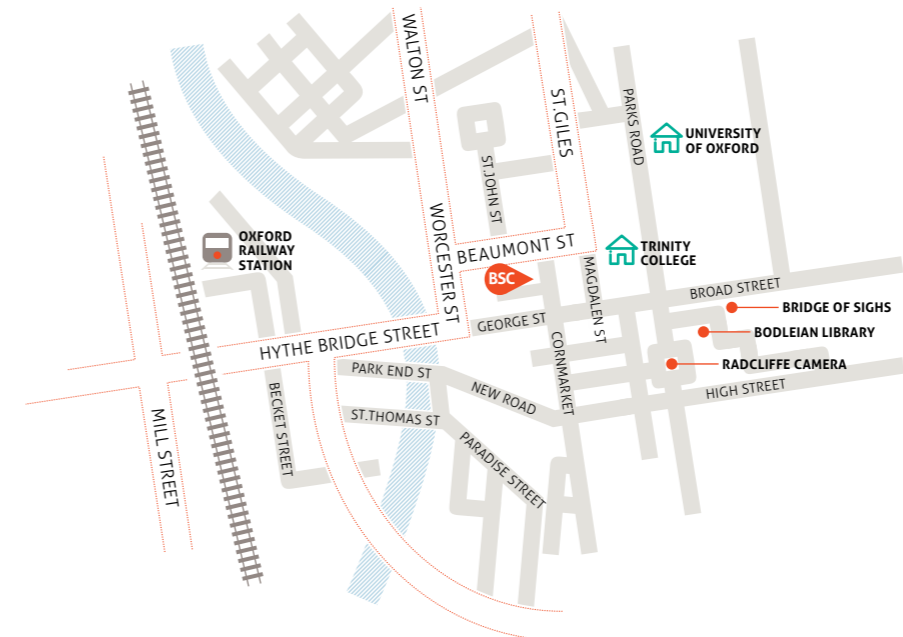 WALTON ST
ST.GILES
PARKS ROAD
UNIVERSITY
OF OXFORD
ST.JOHN ST
WORCESTER ST
BEAUMONT ST
TRINITY
COLLEGE
OXFORD
RAILWAY
STATION
BSC
MAGDALEN ST
BROAD STREET
BRIDGE OF SIGHS
GEORGE ST
BODLEIAN LIBRARY
HYTHE BRIDGE STREET
CORNMARKET
RADCLIFFE CAMERA
PARK END ST
NEW ROAD
HIGH STREET
BECKET STREET
MILL STREET
ST.THOMAS ST
PARADISE STREET